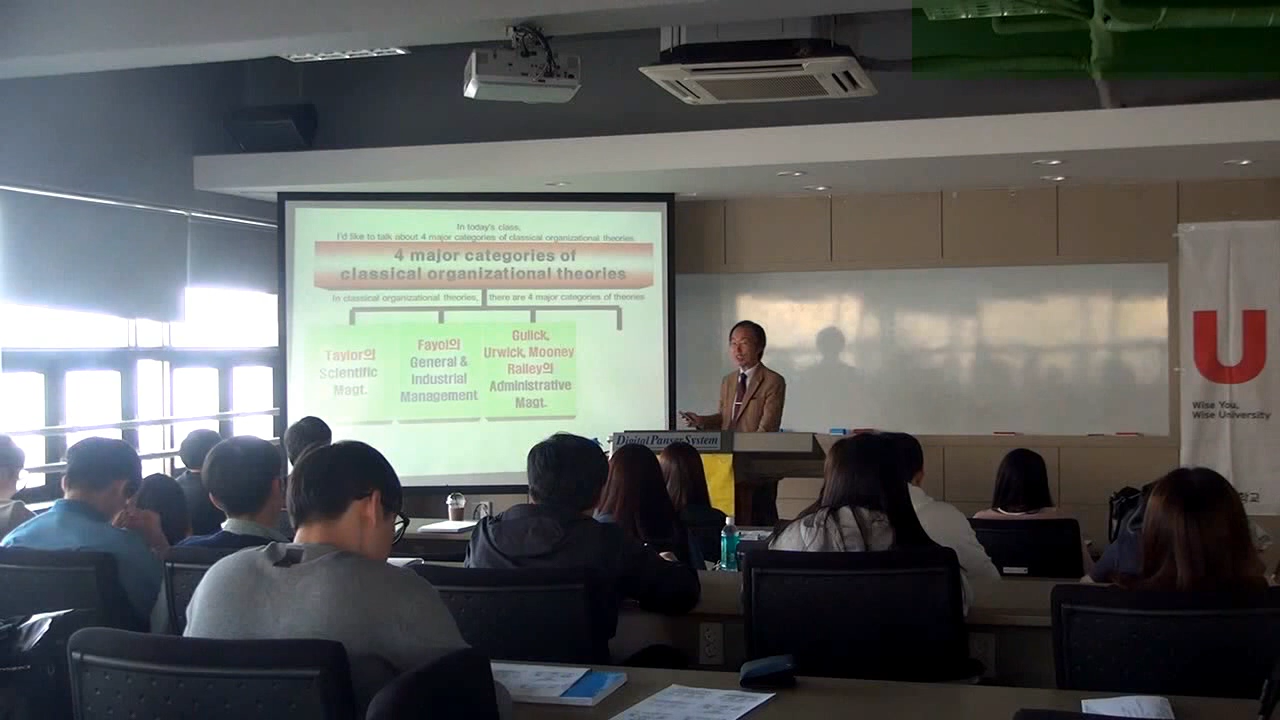 In today's class,
I'd like to talk about 4 major categories of classical organizational theories.
4 major categories of
classical organizational theories
In classical organizational theories, there are 4 major categories of theories
Taylor의
Scientific
Magt.
Fayol의
General &
Industrial
Management
Gulick,
Urwick, Mooney
Railey의
Administrative
Magt.
Digital Panser System
U
Wise You,
Wise University
학교